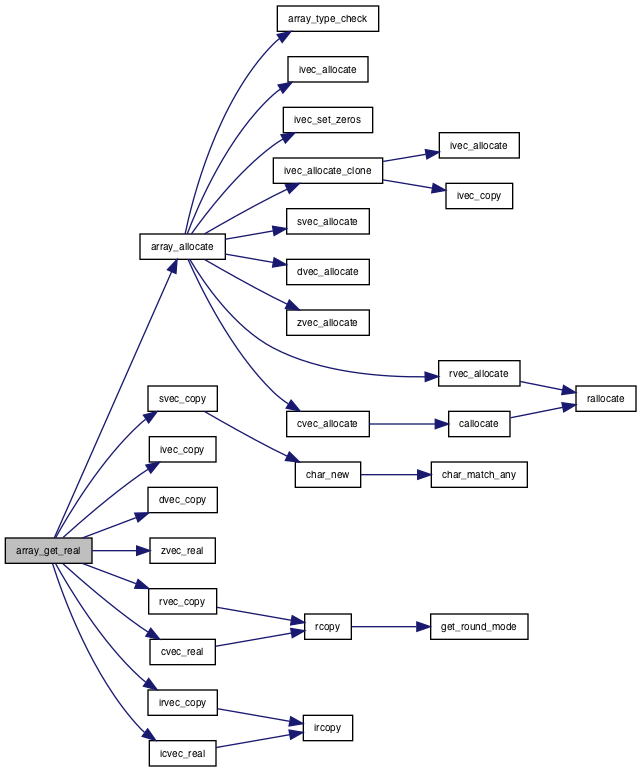 array_type_check
ivec_allocate
ivec_set_zeros
ivec_allocate
ivec_allocate_clone
ivec_copy
svec_allocate
array_allocate
dvec_allocate
zvec_allocate
rvec_allocate
rallocate
svec_copy
cvec_allocate
callocate
ivec_copy
char_new
char_match_any
dvec_copy
array_get_real
zvec_real
rvec_copy
rcopy
get_round_mode
cvec_real
irvec_copy
ircopy
icvec_real